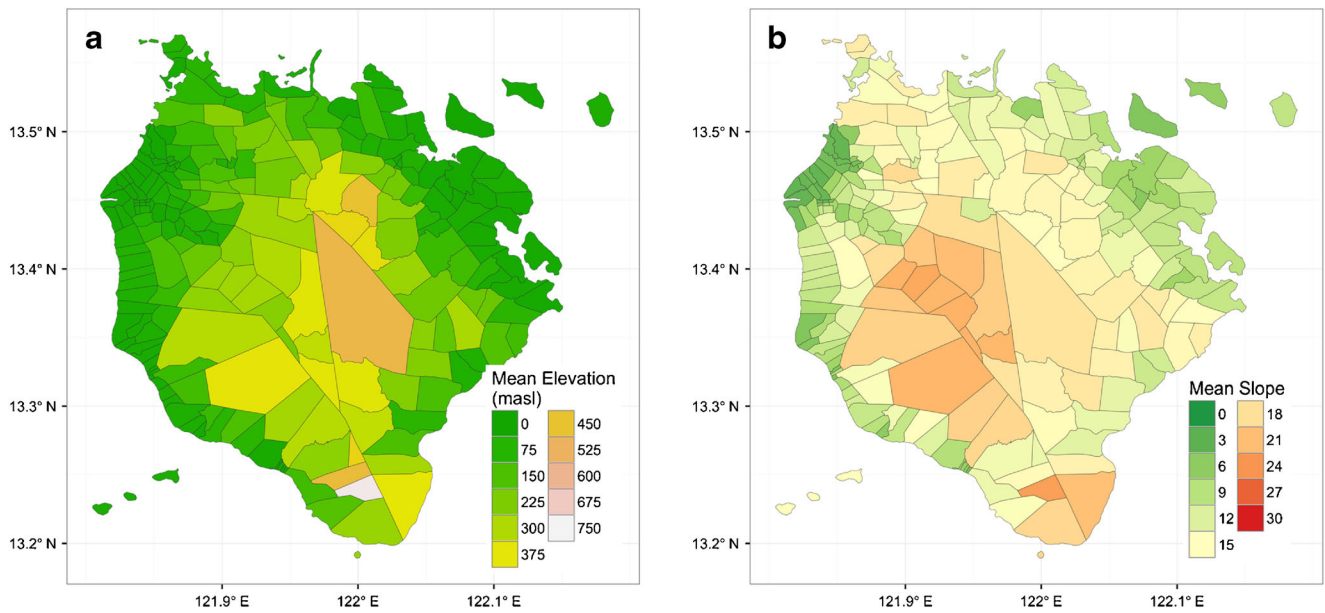 a
13.5° N
13.4° N
13.3° N
13.2° N
121.9° E
122° E
122.1° E
Mean Elevation
(masl)
0
75
150
225
300
375
450
525
600
675
750
b
13.5° N
13.4° N
13.3° N
13.2° N
121.9° E
122° E
122.1° E
Mean Slope
0
3
6
9
12
15
18
21
24
27
30